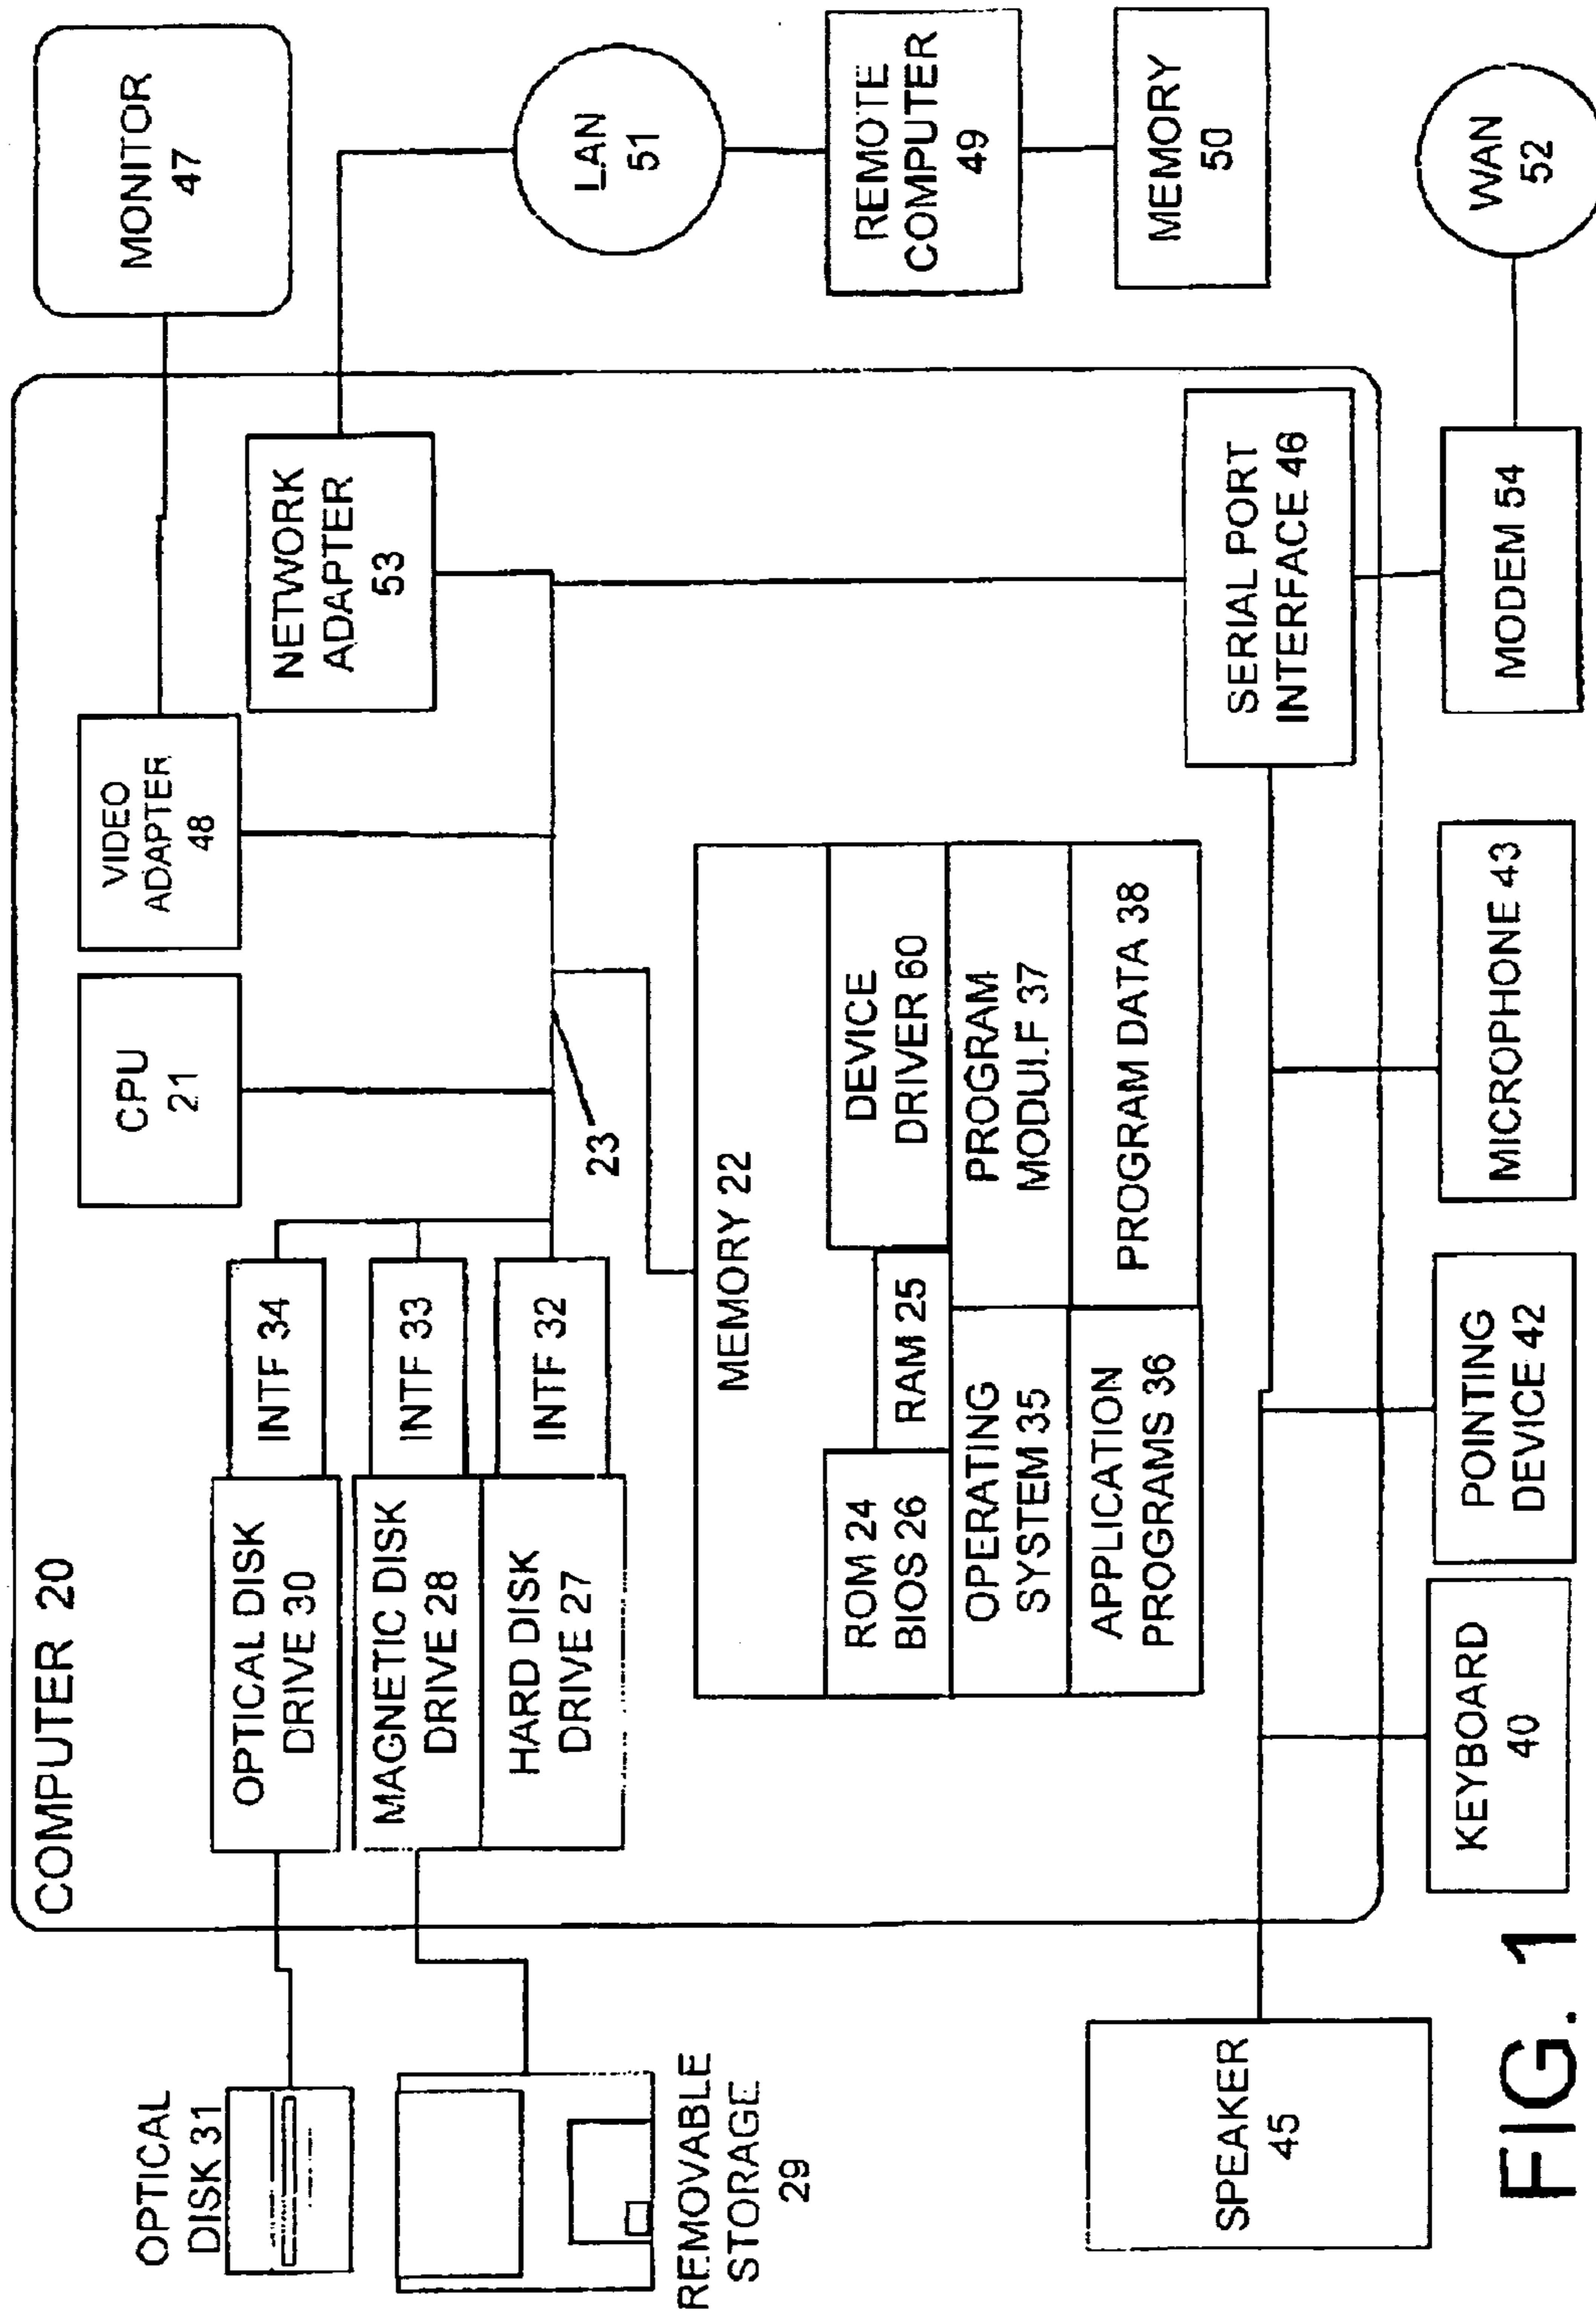 COMPUTER 20
MONITOR
47
VIDEO
ADAPTER
48
CPU
21
NETWORK
ADAPTER
53
OPTICAL DISK
DRIVE 30
INTF 34
MAGNETIC DISK
DRIVE 28
INTF 33
HARD DISK
DRIVE 27
INTF 32
23
OPTICAL
DISK 31
REMOVABLE
STORAGE
29
LAN
51
REMOTE
COMPUTER
49
MEMORY
50
MEMORY 22
ROM 24
BIOS 26
RAM 25
DEVICE
DRIVER 60
OPERATING
SYSTEM 35
PROGRAM
MODULE 37
APPLICATION
PROGRAMS 36
PROGRAM DATA 38
SERIAL PORT
INTERFACE 46
SPEAKER
45
KEYBOARD
40
POINTING
DEVICE 42
MICROPHONE 43
MODEM 54
WAN
52
FIG. 1